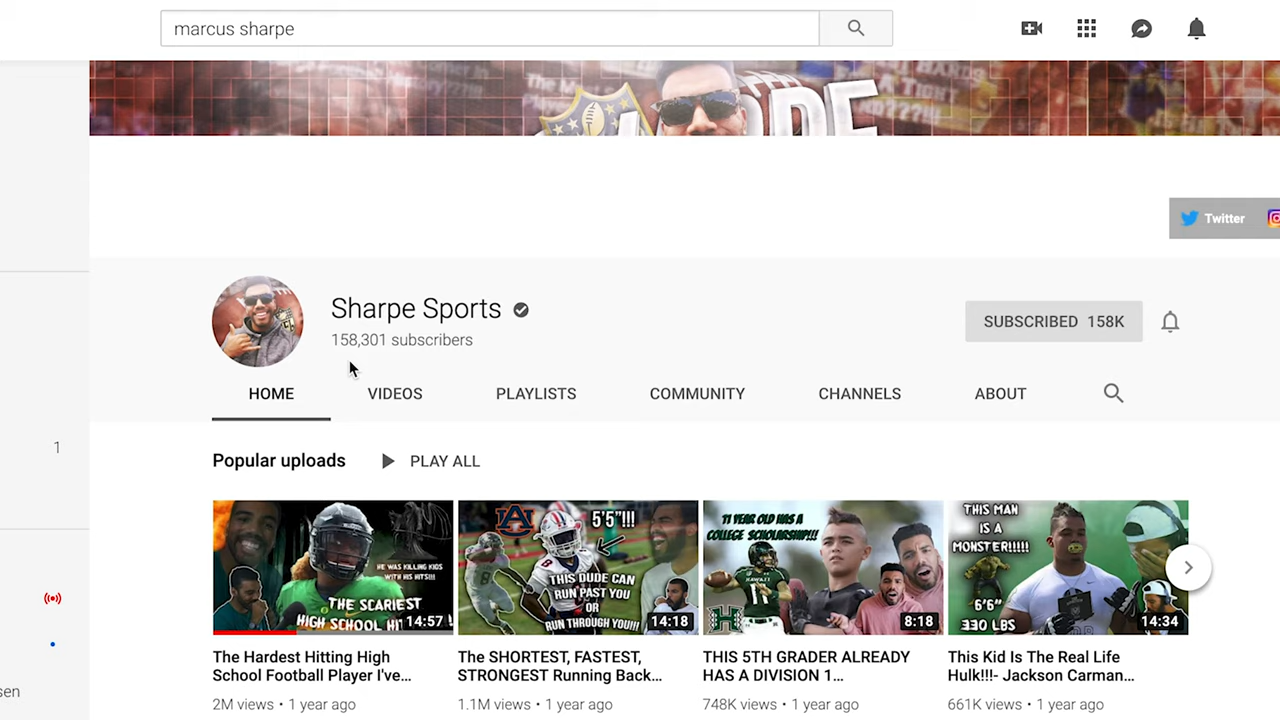 marcus sharpe
Twitter
Sharpe Sports
158,301 subscribers
SUBSCRIBED 158K
HOME VIDEOS PLAYLISTS COMMUNITY CHANNELS ABOUT
1
Popular uploads PLAY ALL
HE WAS KILLING KIDS
WITH HIS HITS!!!
THE SCARIEST
HIGH SCHOOL HIT
14:57
5'5"!!!
THIS DUDE CAN
RUN PAST YOU
OR
RUN THROUGH YOU!!!
14:18
11 YEAR OLD HAS A
COLLEGE SCHOLARSHIP!!!
HAWAII
11
H
8:18
THIS MAN
IS A
MONSTER!!!!!
6'6"
330 LBS
14:34
The Hardest Hitting High
School Football Player I've...
2M views • 1 year ago
The SHORTEST, FASTEST,
STRONGEST Running Back...
1.1M views • 1 year ago
THIS 5TH GRADER ALREADY
HAS A DIVISION 1...
748K views • 1 year ago
This Kid Is The Real Life
Hulk!!!- Jackson Carman...
661K views • 1 year ago
sen